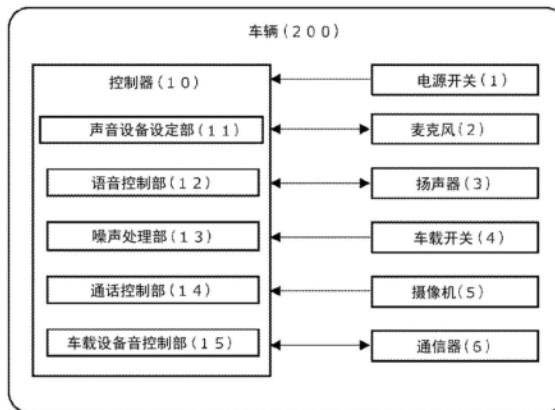 车辆(200)
控制器(10)
声音设备设定部(11)
语音控制部(12)
噪声处理部(13)
通话控制部(14)
车载设备音控制部(15)
电源开关(1)
麦克风(2)
扬声器(3)
车载开关(4)
摄像机(5)
通信器(6)